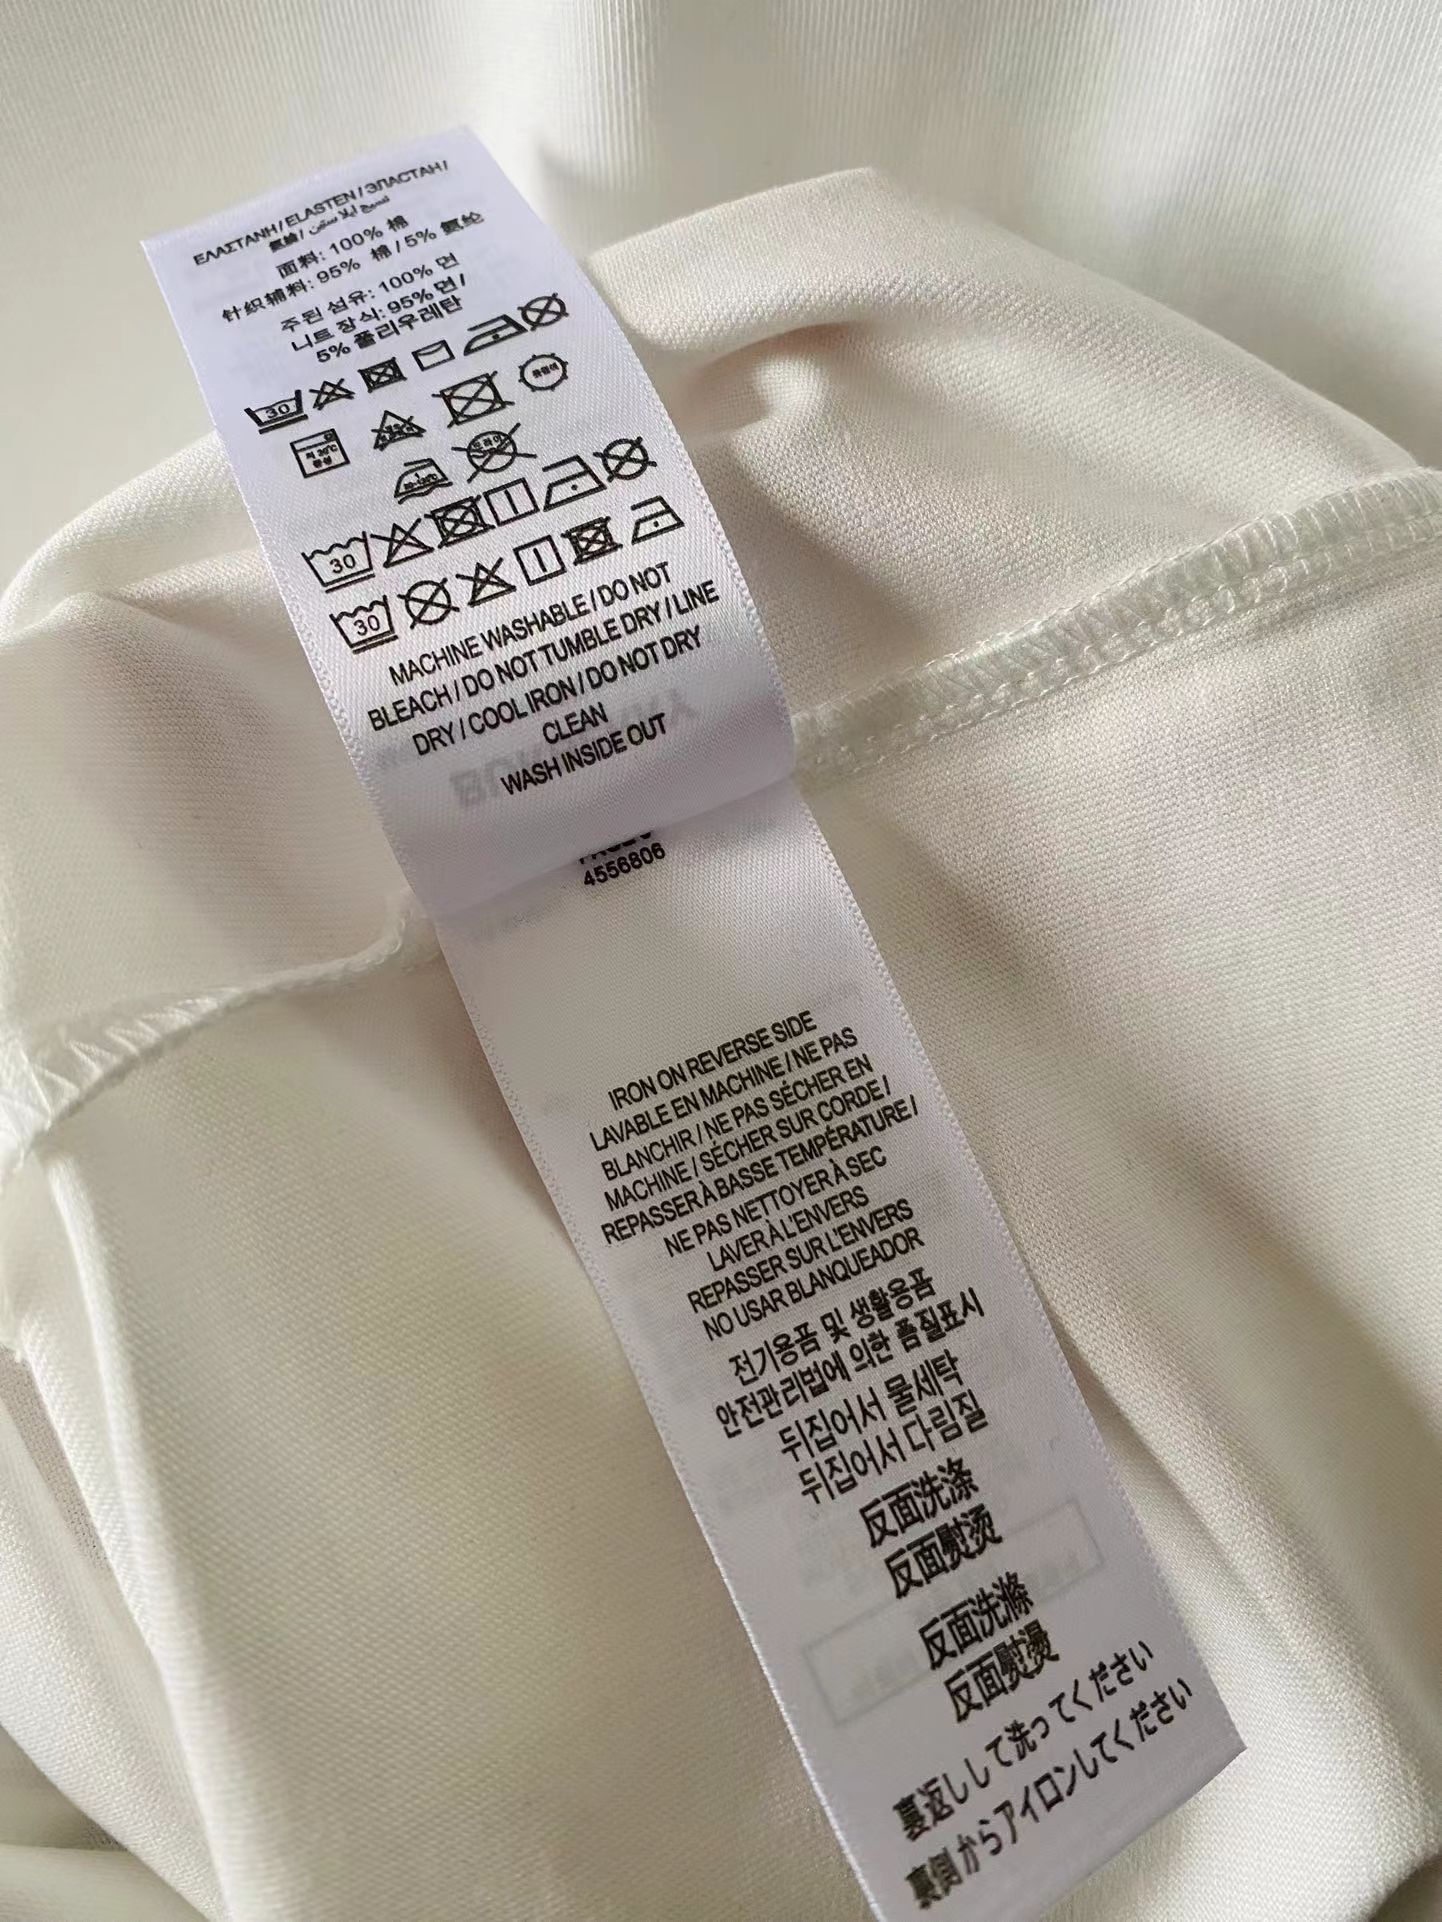 ΕΛΑΣΤΑΝΗ / ELASTEN / ЭЛАСТАН /
氨綸 / نسيج ايلا ستين
面料: 100% 棉
针织辅料: 95% 棉 / 5% 氨纶
주된 섬유: 100% 면
니트 장식: 95% 면 /
5% 폴리우레탄
30
30
30
MACHINE WASHABLE / DO NOT
BLEACH / DO NOT TUMBLE DRY / LINE
DRY / COOL IRON / DO NOT DRY
CLEAN
WASH INSIDE OUT
4556806
IRON ON REVERSE SIDE
LAVABLE EN MACHINE / NE PAS
BLANCHIR / NE PAS SÉCHER EN
MACHINE / SÉCHER SUR CORDE /
REPASSER À BASSE TEMPÉRATURE /
NE PAS NETTOYER À SEC
LAVER À L'ENVERS
REPASSER SUR L'ENVERS
NO USAR BLANQUEADOR
전기용품 및 생활용품
안전관리법에 의한 품질표시
뒤집어서 물세탁
뒤집어서 다림질
反面洗涤
反面熨烫
反面洗滌
反面熨燙
裏返しして洗ってください
裏側からアイロンしてください